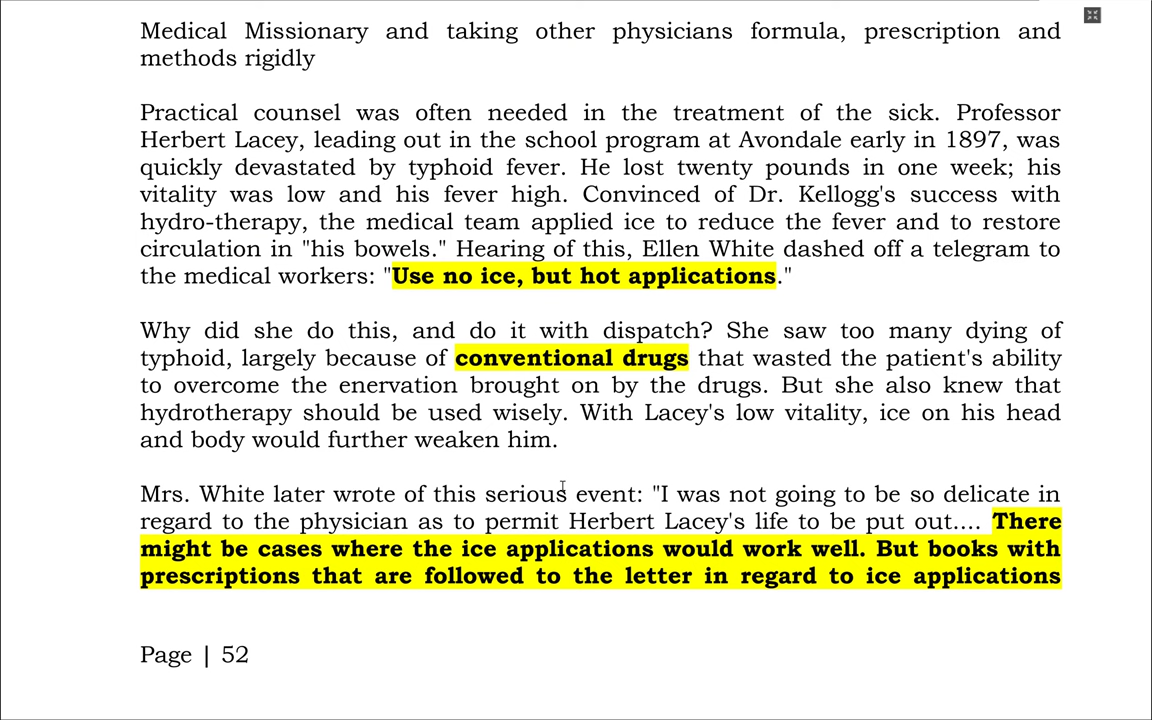 Medical Missionary and taking other physicians formula, prescription and
methods rigidly
Practical counsel was often needed in the treatment of the sick. Professor
Herbert Lacey, leading out in the school program at Avondale early in 1897, was
quickly devastated by typhoid fever. He lost twenty pounds in one week; his
vitality was low and his fever high. Convinced of Dr. Kellogg's success with
hydro-therapy, the medical team applied ice to reduce the fever and to restore
circulation in "his bowels." Hearing of this, Ellen White dashed off a telegram to
the medical workers: "Use no ice, but hot applications."
Why did she do this, and do it with dispatch? She saw too many dying of
typhoid, largely because of conventional drugs that wasted the patient's ability
to overcome the enervation brought on by the drugs. But she also knew that
hydrotherapy should be used wisely. With Lacey's low vitality, ice on his head
and body would further weaken him.
Mrs. White later wrote of this serious event: "I was not going to be so delicate in
regard to the physician as to permit Herbert Lacey's life to be put out.... There
might be cases where the ice applications would work well. But books with
prescriptions that are followed to the letter in regard to ice applications
Page | 52